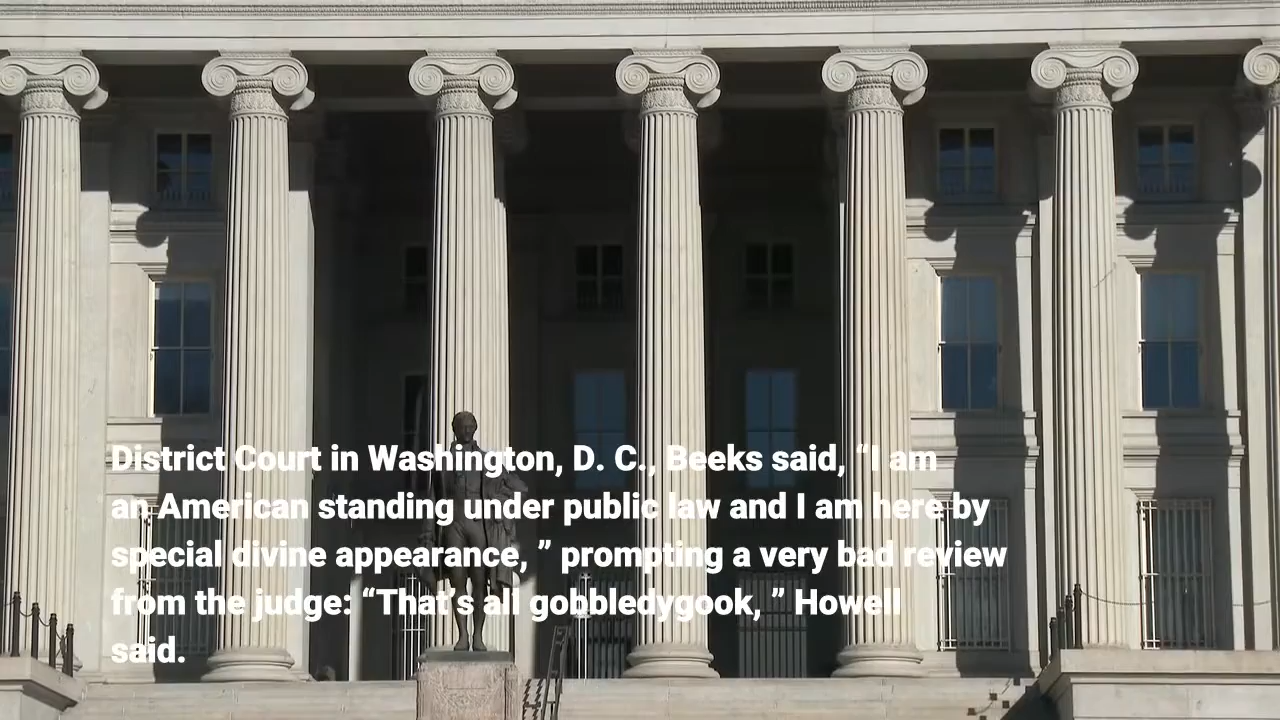 District Court in Washington, D. C., Beeks said, “I am
an American standing under public law and I am here by
special divine appearance, ” prompting a very bad review
from the judge: “That’s all gobbledygook, ” Howell
said.